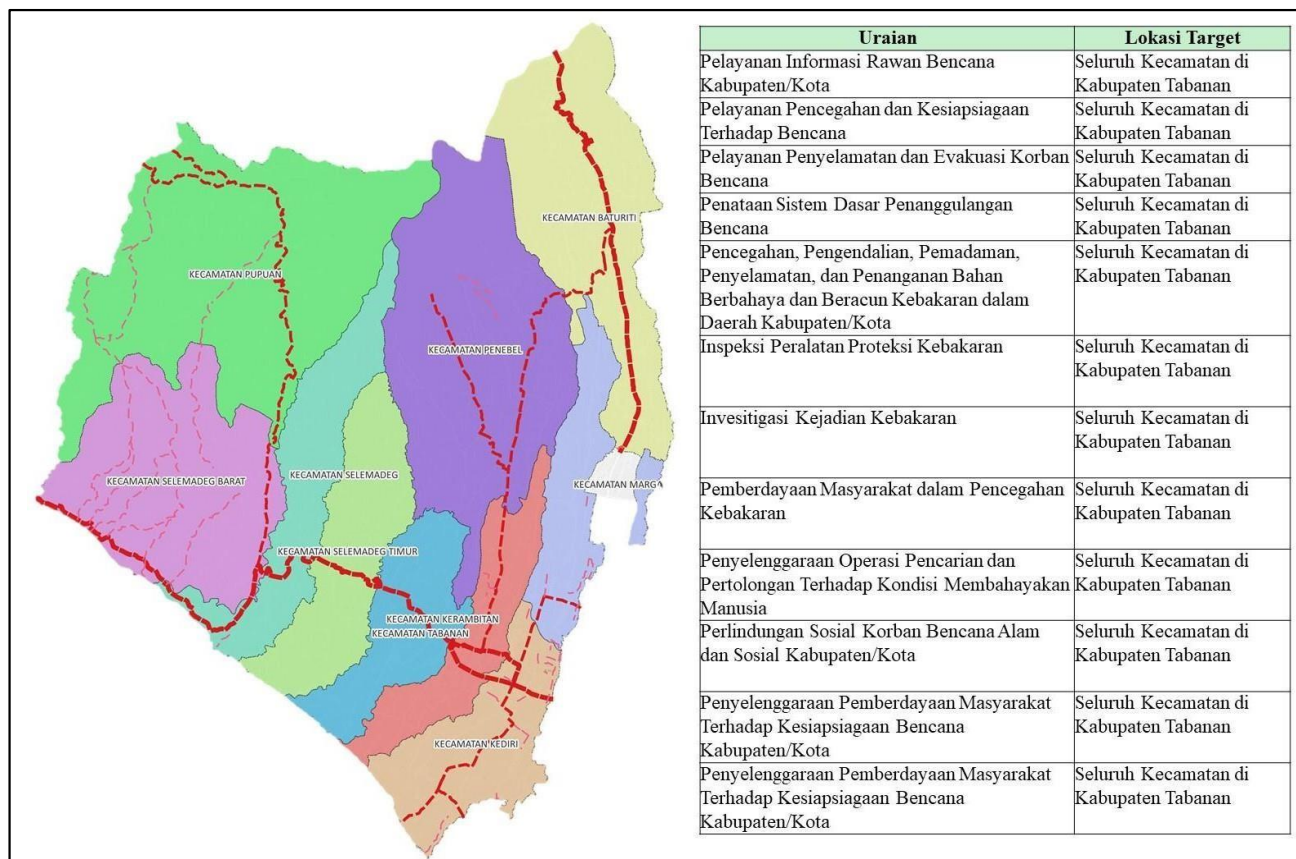 KECAMATAN BATURITI
KECAMATAN PUPUAN
KECAMATAN PENEBEL
KECAMATAN SELEMADEG
KECAMATAN SELEMADEG BARAT
KECAMATAN MARGA
KECAMATAN SELEMADEG TIMUR
KECAMATAN KERAMBITAN
KECAMATAN TABANAN
KECAMATAN KEDIRI
Uraian Lokasi Target
Pelayanan Informasi Rawan Bencana Seluruh Kecamatan di
Kabupaten/Kota Kabupaten Tabanan
Pelayanan Pencegahan dan Kesiapsiagaan Seluruh Kecamatan di
Terhadap Bencana Kabupaten Tabanan
Pelayanan Penyelamatan dan Evakuasi Korban Seluruh Kecamatan di
Bencana Kabupaten Tabanan
Penataan Sistem Dasar Penanggulangan Seluruh Kecamatan di
Bencana Kabupaten Tabanan
Pencegahan, Pengendalian, Pemadaman, Seluruh Kecamatan di
Penyelamatan, dan Penanganan Bahan Kabupaten Tabanan
Berbahaya dan Beracun Kebakaran dalam
Daerah Kabupaten/Kota
Inspeksi Peralatan Proteksi Kebakaran Seluruh Kecamatan di
Kabupaten Tabanan
Invesitigasi Kejadian Kebakaran Seluruh Kecamatan di
Kabupaten Tabanan
Pemberdayaan Masyarakat dalam Pencegahan Seluruh Kecamatan di
Kebakaran Kabupaten Tabanan
Penyelenggaraan Operasi Pencarian dan Seluruh Kecamatan di
Pertolongan Terhadap Kondisi Membahayakan Kabupaten Tabanan
Manusia
Perlindungan Sosial Korban Bencana Alam Seluruh Kecamatan di
dan Sosial Kabupaten/Kota Kabupaten Tabanan
Penyelenggaraan Pemberdayaan Masyarakat Seluruh Kecamatan di
Terhadap Kesiapsiagaan Bencana Kabupaten Tabanan
Kabupaten/Kota
Penyelenggaraan Pemberdayaan Masyarakat Seluruh Kecamatan di
Terhadap Kesiapsiagaan Bencana Kabupaten Tabanan
Kabupaten/Kota